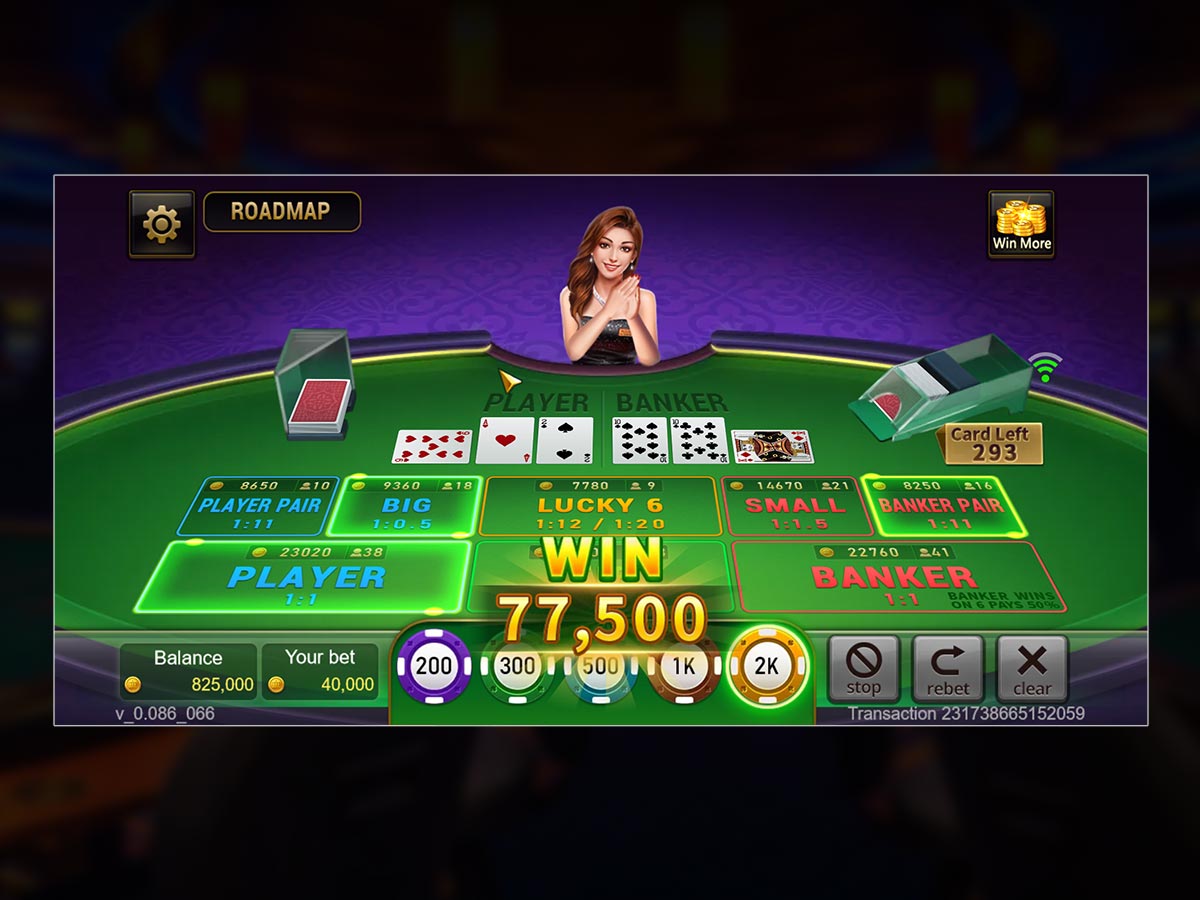 ROADMAP
Win More
PLAYER BANKER
Card Left
293
8650 10
PLAYER PAIR
1:11
9360 18
BIG
1:0.5
7780 9
LUCKY 6
1:12 / 1:20
14670 21
SMALL
1:1.5
8250 16
BANKER PAIR
1:11
23020 38
PLAYER
1:1
WIN
77,500
22760 41
BANKER
1:1
BANKER WINS
ON 6 PAYS 50%
Balance
825,000
Your bet
40,000
200
300
500
1K
2K
stop
rebet
clear
v_0.086_066
Transaction 231738665152059